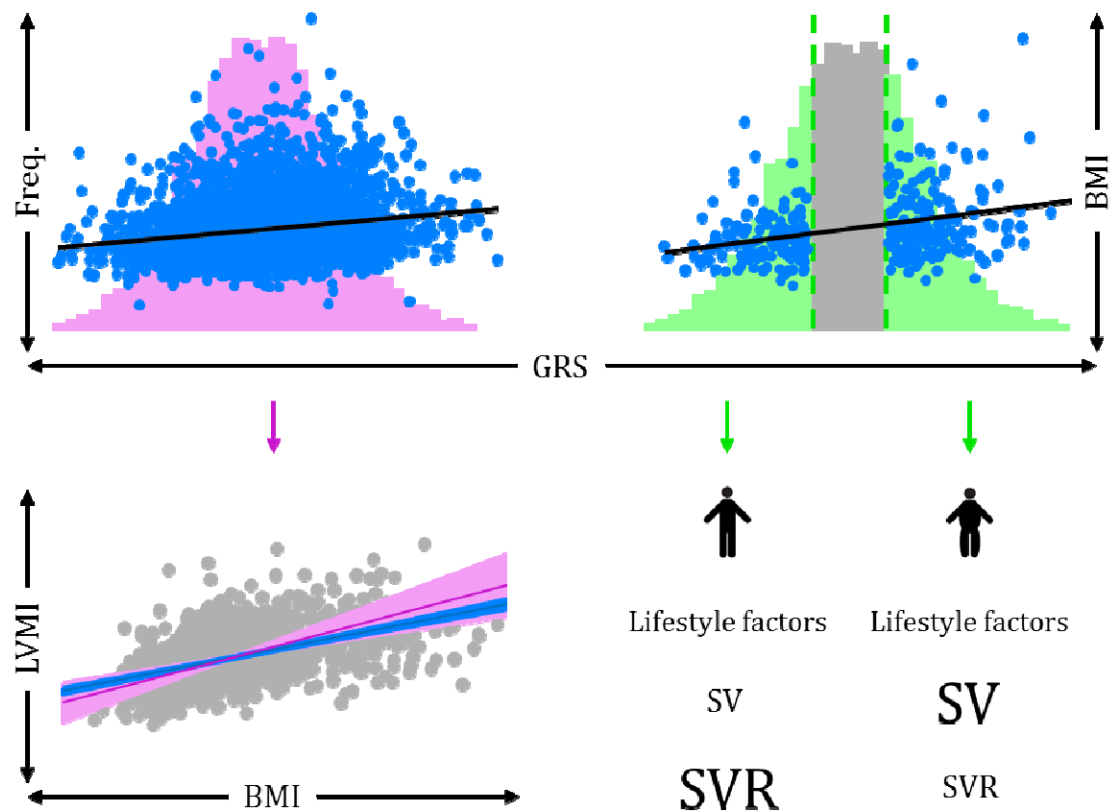 Freq.
BMI
GRS
LVMI
BMI
Lifestyle factors Lifestyle factors
SV SV
SVR SVR